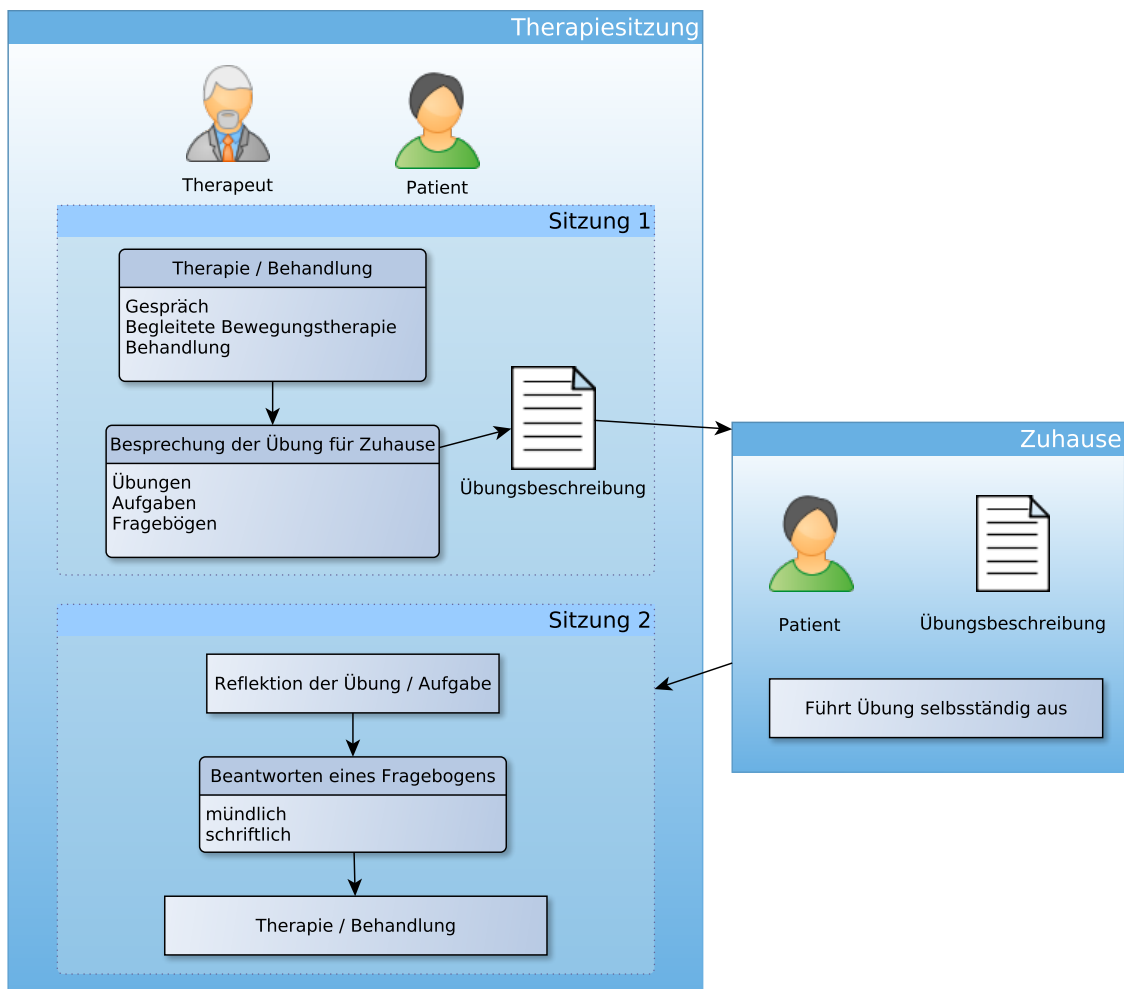 Therapiesitzung
Therapeut
Patient
Sitzung 1
Therapie / Behandlung
Gespräch
Begleitete Bewegungstherapie
Behandlung
Besprechung der Übung für Zuhause
Übungen
Aufgaben
Fragebögen
Übungsbeschreibung
Zuhause
Patient
Übungsbeschreibung
Führt Übung selbsständig aus
Sitzung 2
Reflektion der Übung / Aufgabe
Beantworten eines Fragebogens
mündlich
schriftlich
Therapie / Behandlung